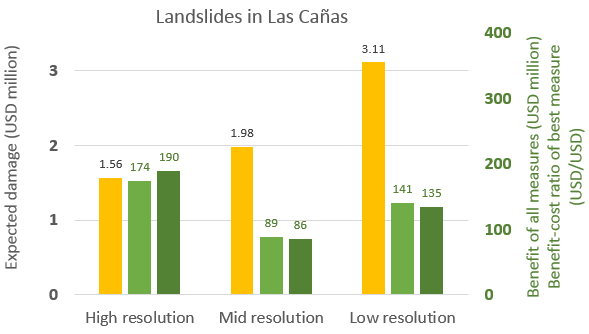 Landslides in Las Cañas
Expected damage (USD million)
3
2
1
0
1.56
174
190
1.98
89
86
3.11
141
135
High resolution
Mid resolution
Low resolution
400
300
200
100
0
Benefit of all measures (USD million)
Benefit-cost ratio of best measure
(USD/USD)